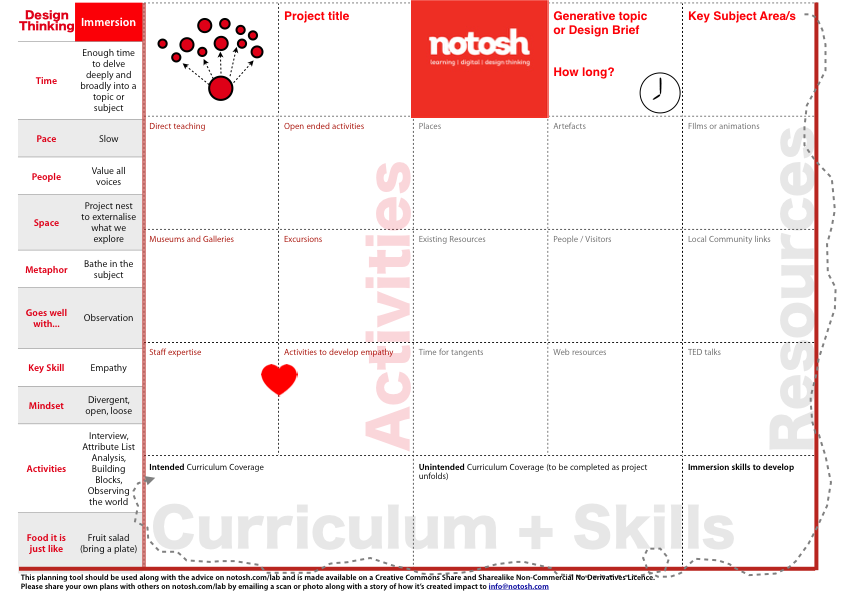 Design
Thinking
Immersion
Time
Enough time
to delve
deeply and
broadly into a
topic or
subject
Pace
Slow
People
Value all
voices
Space
Project nest
to externalise
what we
explore
Metaphor
Bathe in the
subject
Goes well
with...
Observation
Key Skill
Empathy
Mindset
Divergent,
open, loose
Activities
Interview,
Attribute List
Analysis,
Building
Blocks,
Observing
the world
Food it is
just like
Fruit salad
(bring a plate)
Project title
notosh
learning | digital | design thinking
Generative topic
or Design Brief
How long?
Key Subject Area/s
Direct teaching
Open ended activities
Places
Artefacts
FIlms or animations
Museums and Galleries
Excursions
Existing Resources
People / Visitors
Local Community links
Staff expertise
Activities to develop empathy
Time for tangents
Web resources
TED talks
Activities
Resources
Intended Curriculum Coverage
Unintended Curriculum Coverage (to be completed as project
unfolds)
Immersion skills to develop
Curriculum + Skills
This planning tool should be used along with the advice on notosh.com/lab and is made available on a Creative Commons Share and Sharealike Non-Commercial No Derivatives Licence.
Please share your own plans with others on notosh.com/lab by emailing a scan or photo along with a story of how it's created impact to info@notosh.com